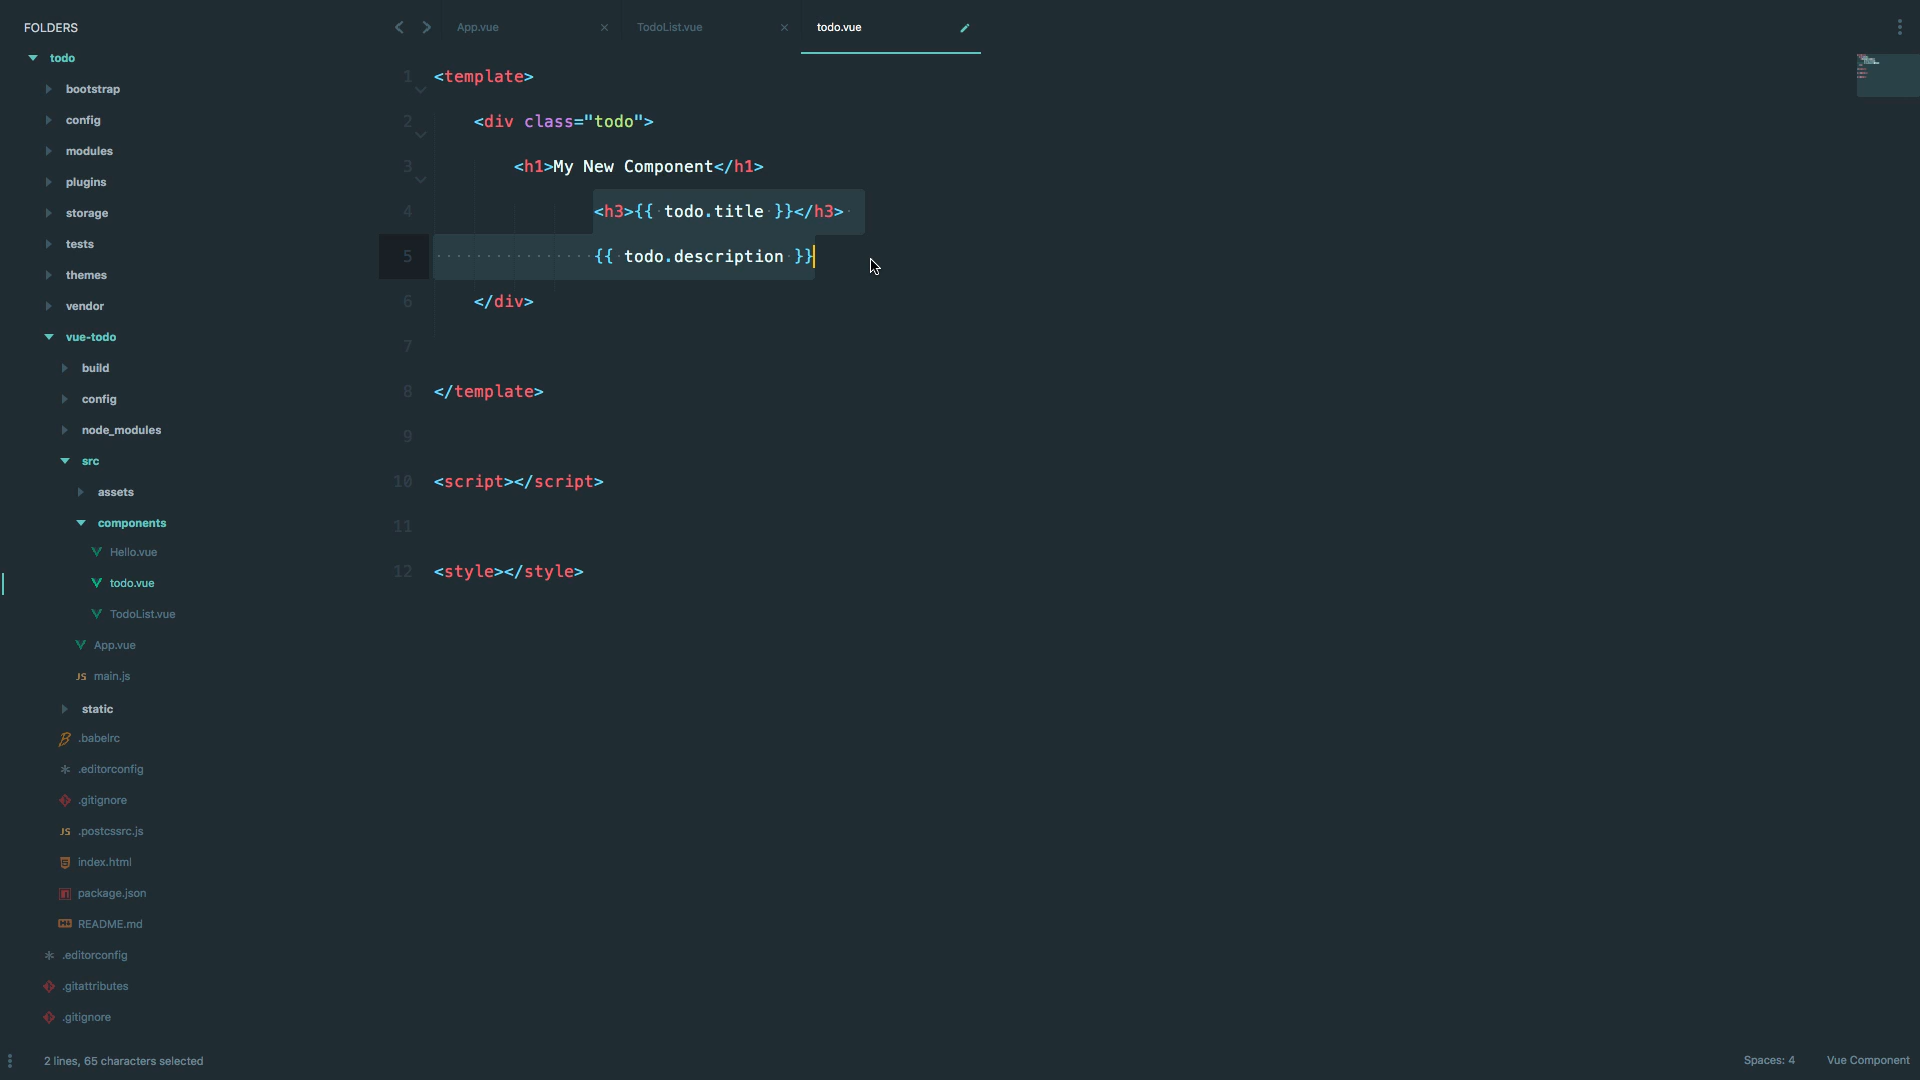 FOLDERS
todo
bootstrap
config
modules
plugins
storage
tests
themes
vendor
vue-todo
build
config
node_modules
src
assets
components
Hello.vue
todo.vue
TodoList.vue
App.vue
JS main.js
static
.babelrc
.editorconfig
.gitignore
JS .postcssrc.js
index.html
package.json
README.md
.editorconfig
.gitattributes
.gitignore
App.vue TodoList.vue todo.vue
1 <template>
2 <div class="todo">
3 <h1>My New Component</h1>
4 <h3>{{ todo.title }}</h3>
5 {{ todo.description }}
6 </div>
7
8 </template>
9
10 <script></script>
11
12 <style></style>
2 lines, 65 characters selected
Spaces: 4 Vue Component